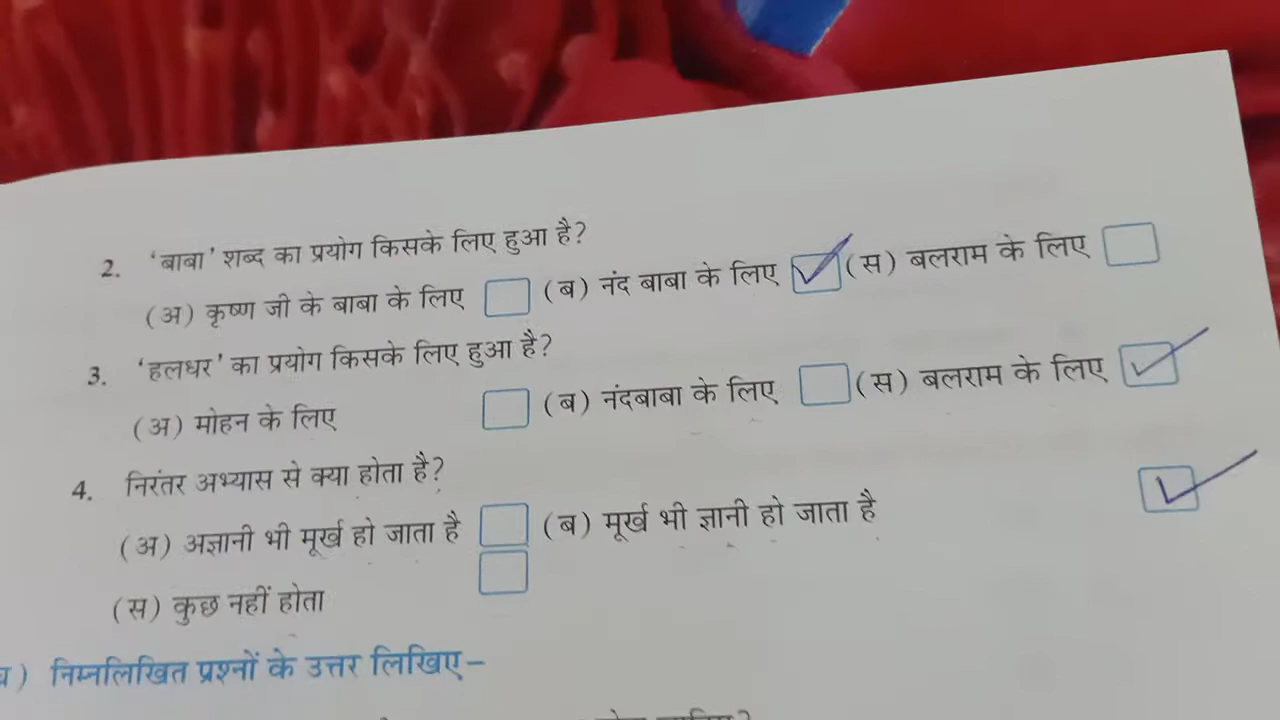 2. 'बाबा' शब्द का प्रयोग किसके लिए हुआ है?
(अ) कृष्ण जी के बाबा के लिए (ब) नंद बाबा के लिए (स) बलराम के लिए
3. 'हलधर' का प्रयोग किसके लिए हुआ है?
(अ) मोहन के लिए (ब) नंदबाबा के लिए (स) बलराम के लिए
4. निरंतर अभ्यास से क्या होता है?
(अ) अज्ञानी भी मूर्ख हो जाता है (ब) मूर्ख भी ज्ञानी हो जाता है
(स) कुछ नहीं होता
) निम्नलिखित प्रश्नों के उत्तर लिखिए–